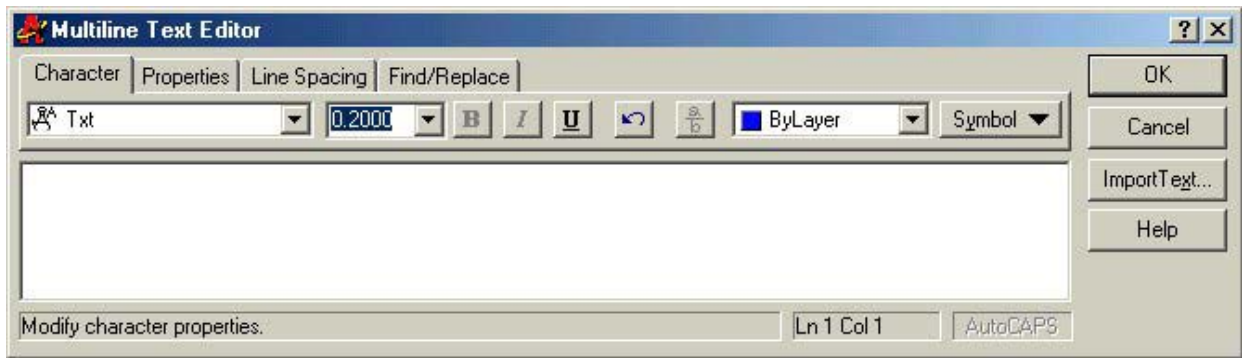 Multiline Text Editor
Character Properties Line Spacing Find/Replace
OK
Txt 0.2000 B I U a/b ByLayer Symbol
Cancel
ImportText...
Help
Modify character properties. Ln 1 Col 1 AutoCAPS